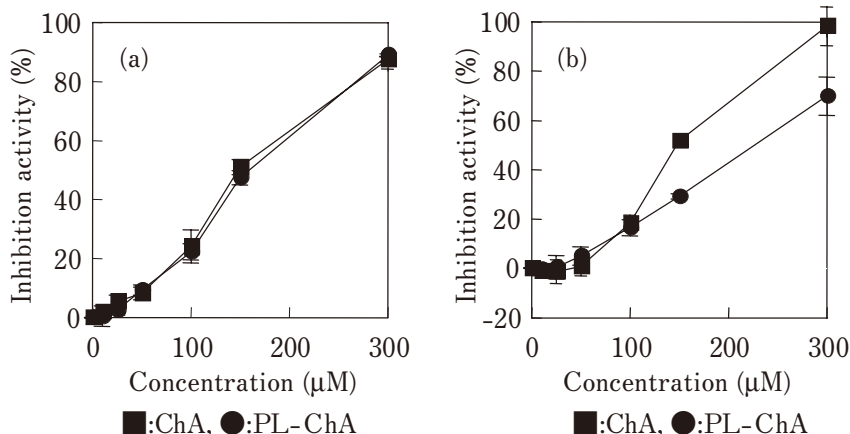 (a)
Inhibition activity (%)
100
80
60
40
20
0
0
100
200
300
Concentration (μM)
■:ChA, ●:PL-ChA
(b)
Inhibition activity (%)
100
80
60
40
20
0
-20
0
100
200
300
Concentration (μM)
■:ChA, ●:PL-ChA